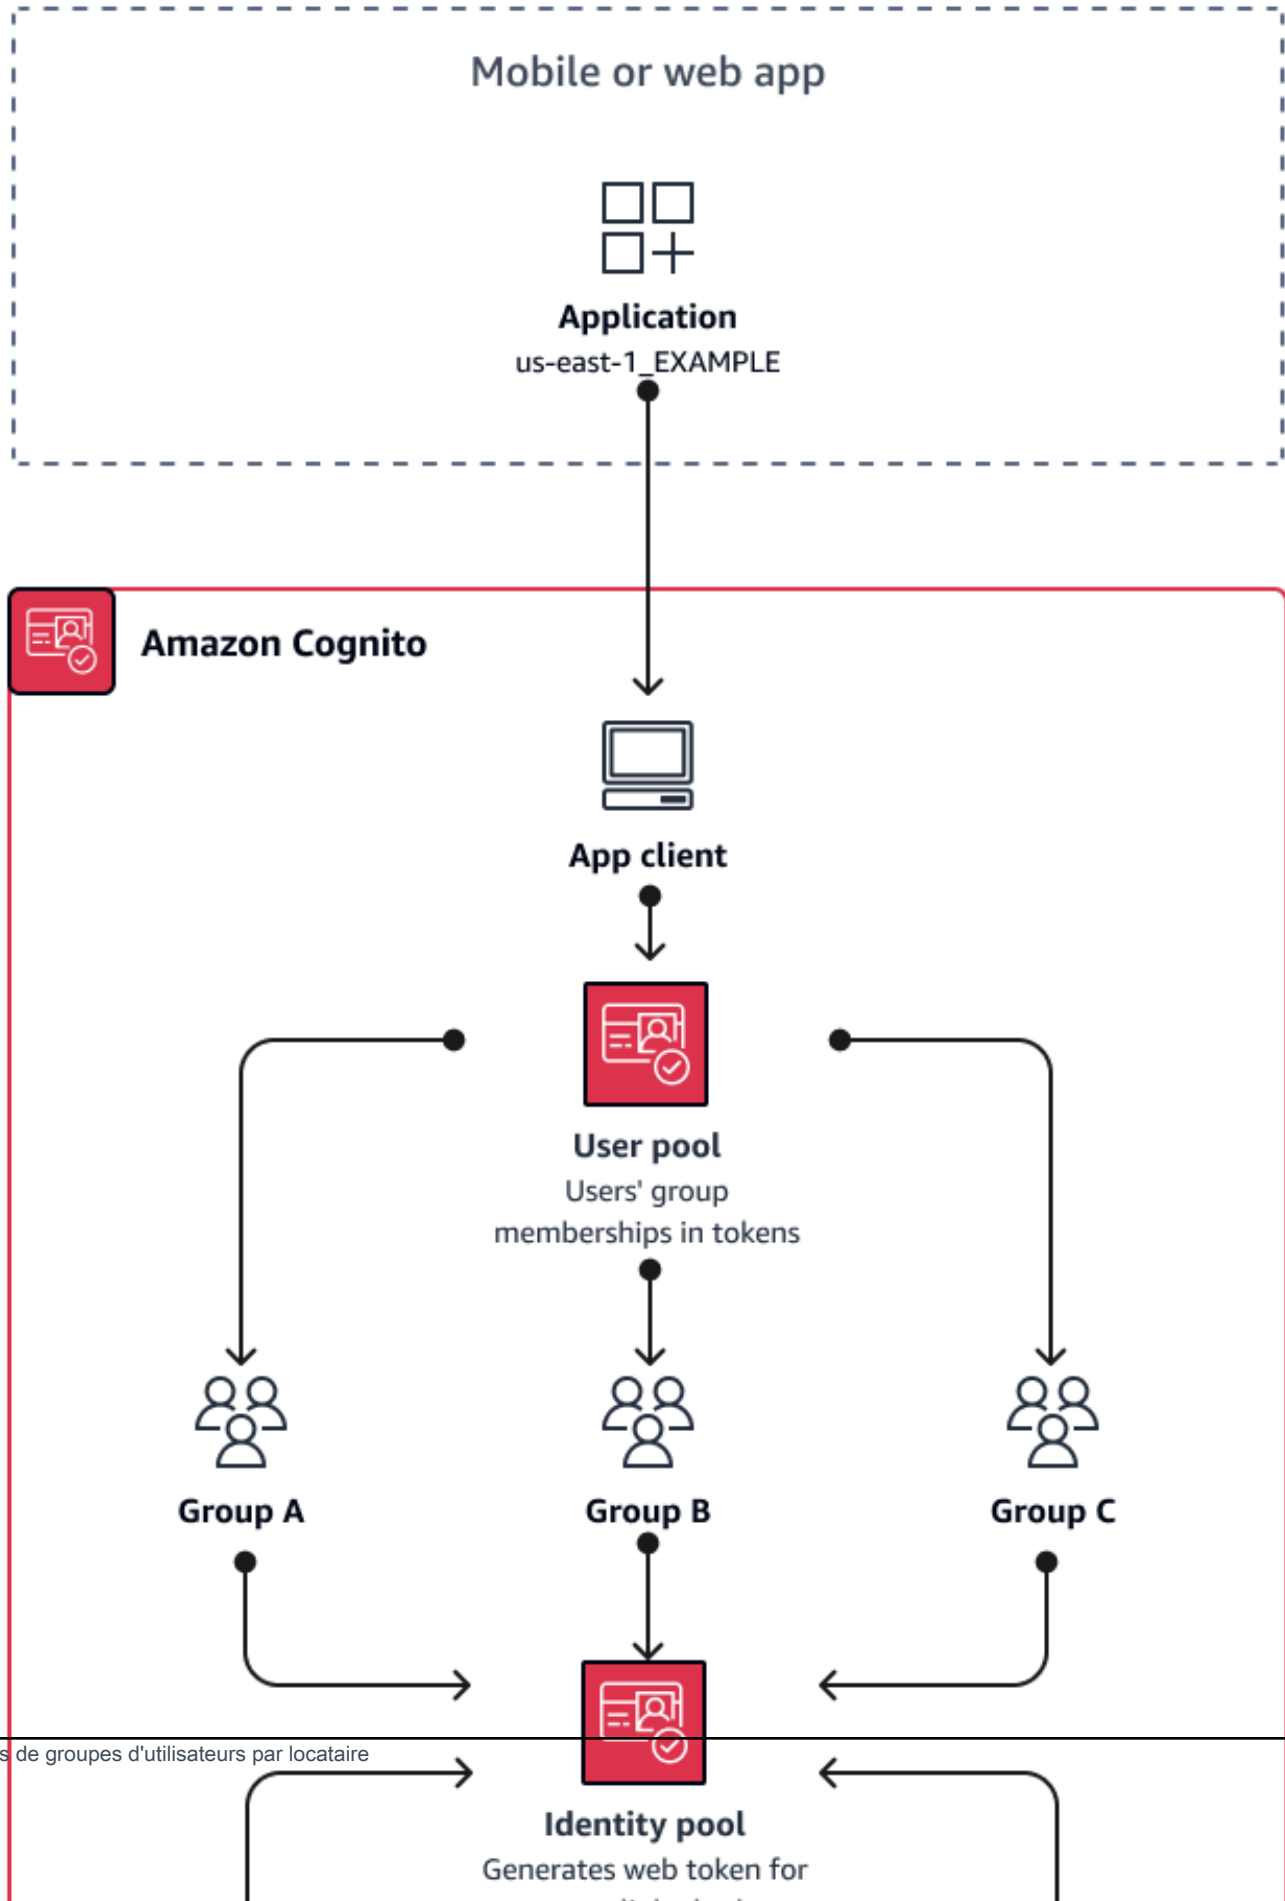 Mobile or web app
Application
us-east-1_EXAMPLE
Amazon Cognito
App client
User pool
Users' group
memberships in tokens
Group A
Group B
Group C
s de groupes d'utilisateurs par locataire
Identity pool
Generates web token for